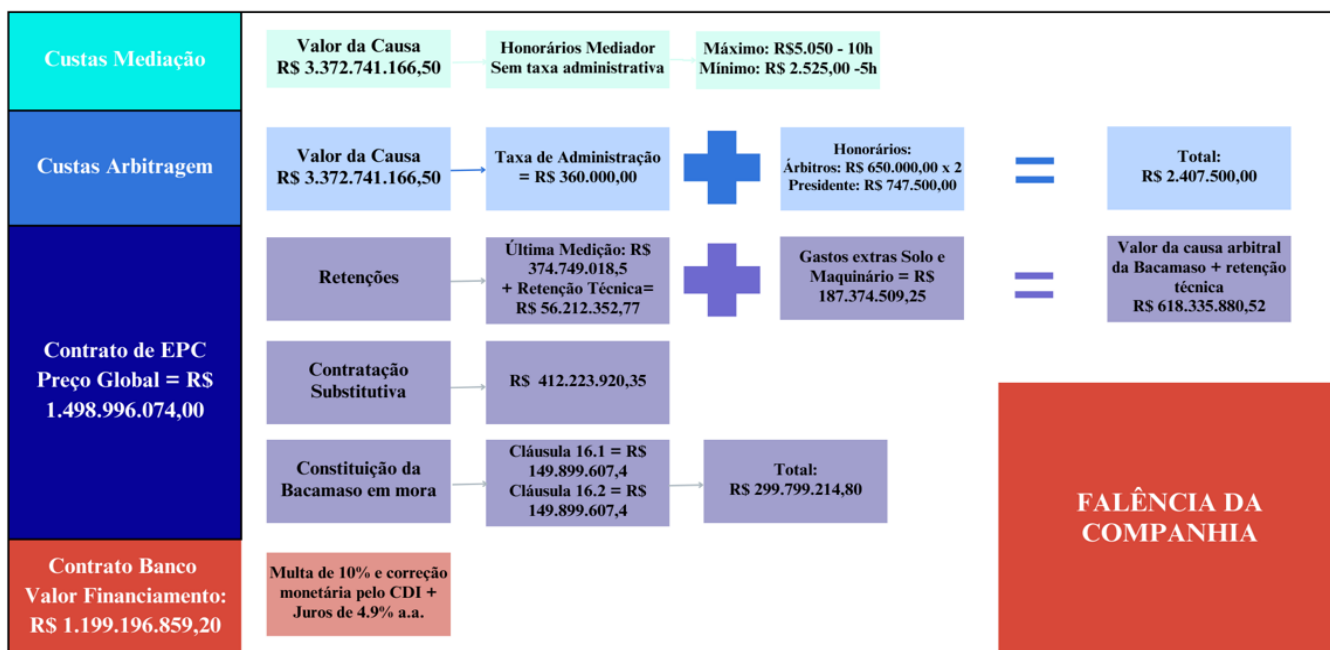 Custas Mediação
Valor da Causa
R$ 3.372.741.166,50
Honorários Mediador
Sem taxa administrativa
Máximo: R$5.050 - 10h
Mínimo: R$ 2.525,00 -5h
Custas Arbitragem
Valor da Causa
R$ 3.372.741.166,50
Taxa de Administração
= R$ 360.000,00
Honorários:
Árbitros: R$ 650.000,00 x 2
Presidente: R$ 747.500,00
=
Total:
R$ 2.407.500,00
Contrato de EPC
Preço Global = R$
1.498.996.074,00
Retenções
Última Medição: R$
374.749.018,5
+ Retenção Técnica=
R$ 56.212.352,77
Gastos extras Solo e
Maquinário = R$
187.374.509,25
=
Valor da causa arbitral
da Bacamaso + retenção
técnica
R$ 618.335.880,52
Contratação
Substitutiva
R$ 412.223.920,35
Constituição da
Bacamaso em mora
Cláusula 16.1 = R$
149.899.607,4
Cláusula 16.2 = R$
149.899.607,4
Total:
R$ 299.799.214,80
FALÊNCIA DA
COMPANHIA
Contrato Banco
Valor Financiamento:
R$ 1.199.196.859,20
Multa de 10% e correção
monetária pelo CDI +
Juros de 4.9% a.a.